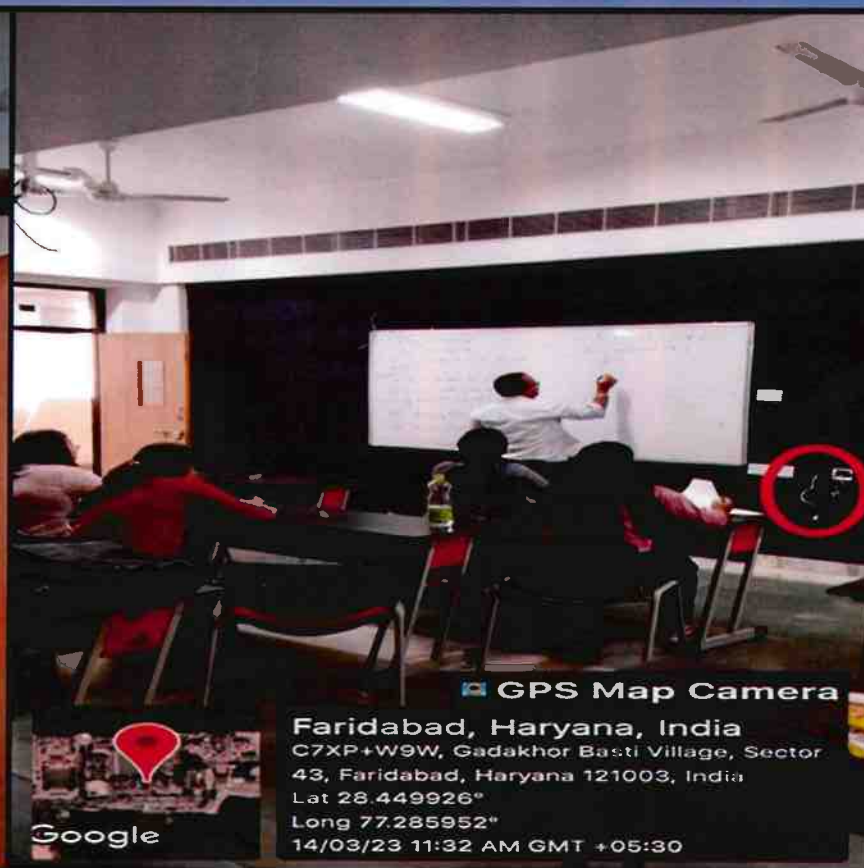 GPS Map Camera
Faridabad, Haryana, India
C7XP+W9W, Gadakhor Basti Village, Sector
43, Faridabad, Haryana 121003, India
Lat 28.449926°
Long 77.285952°
14/03/23 11:32 AM GMT +05:30
Google